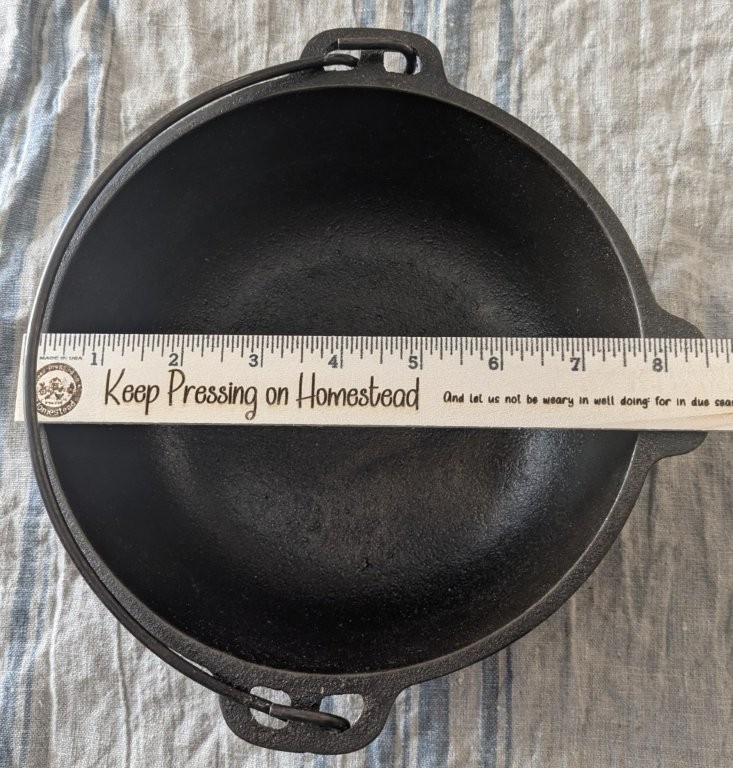 MADE IN USA
1 2 3 4 5 6 7 8
Keep Pressing on Homestead And let us not be weary in well doing: for in due